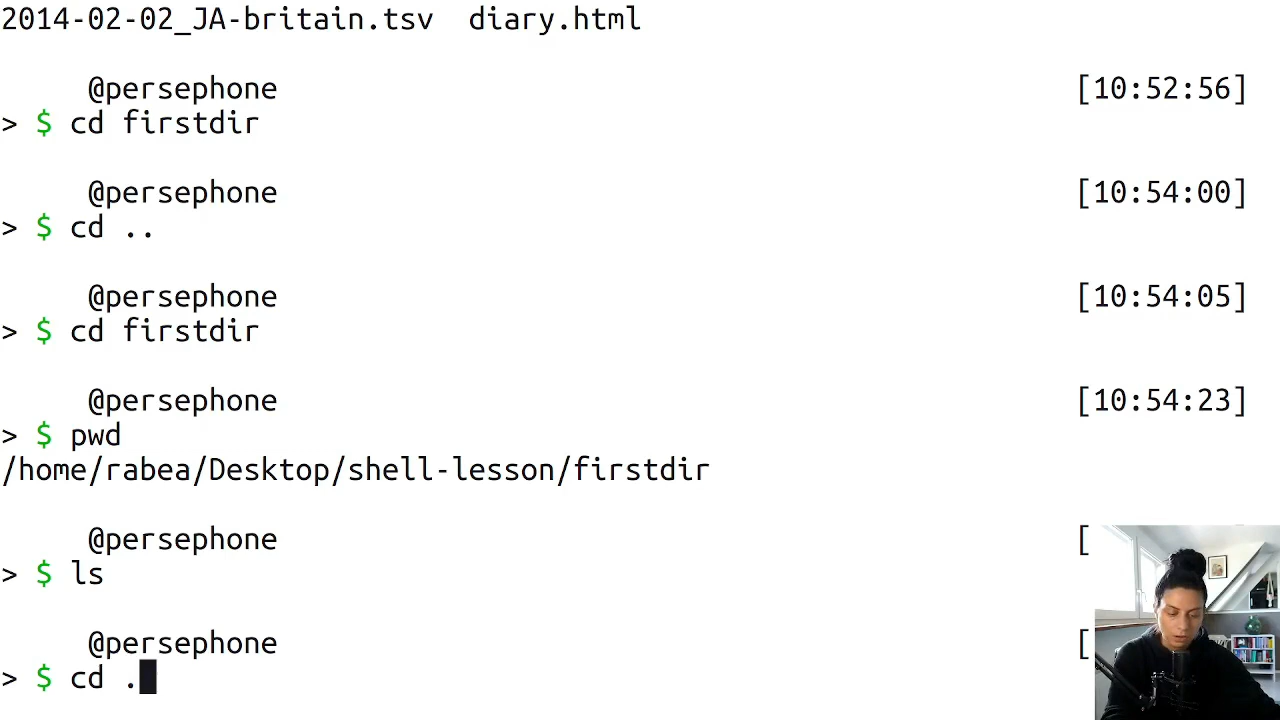 2014-02-02_JA-britain.tsv  diary.html
@persephone [10:52:56]
> $ cd firstdir
@persephone [10:54:00]
> $ cd ..
@persephone [10:54:05]
> $ cd firstdir
@persephone [10:54:23]
> $ pwd
/home/rabea/Desktop/shell-lesson/firstdir
@persephone [
> $ ls
@persephone [
> $ cd .